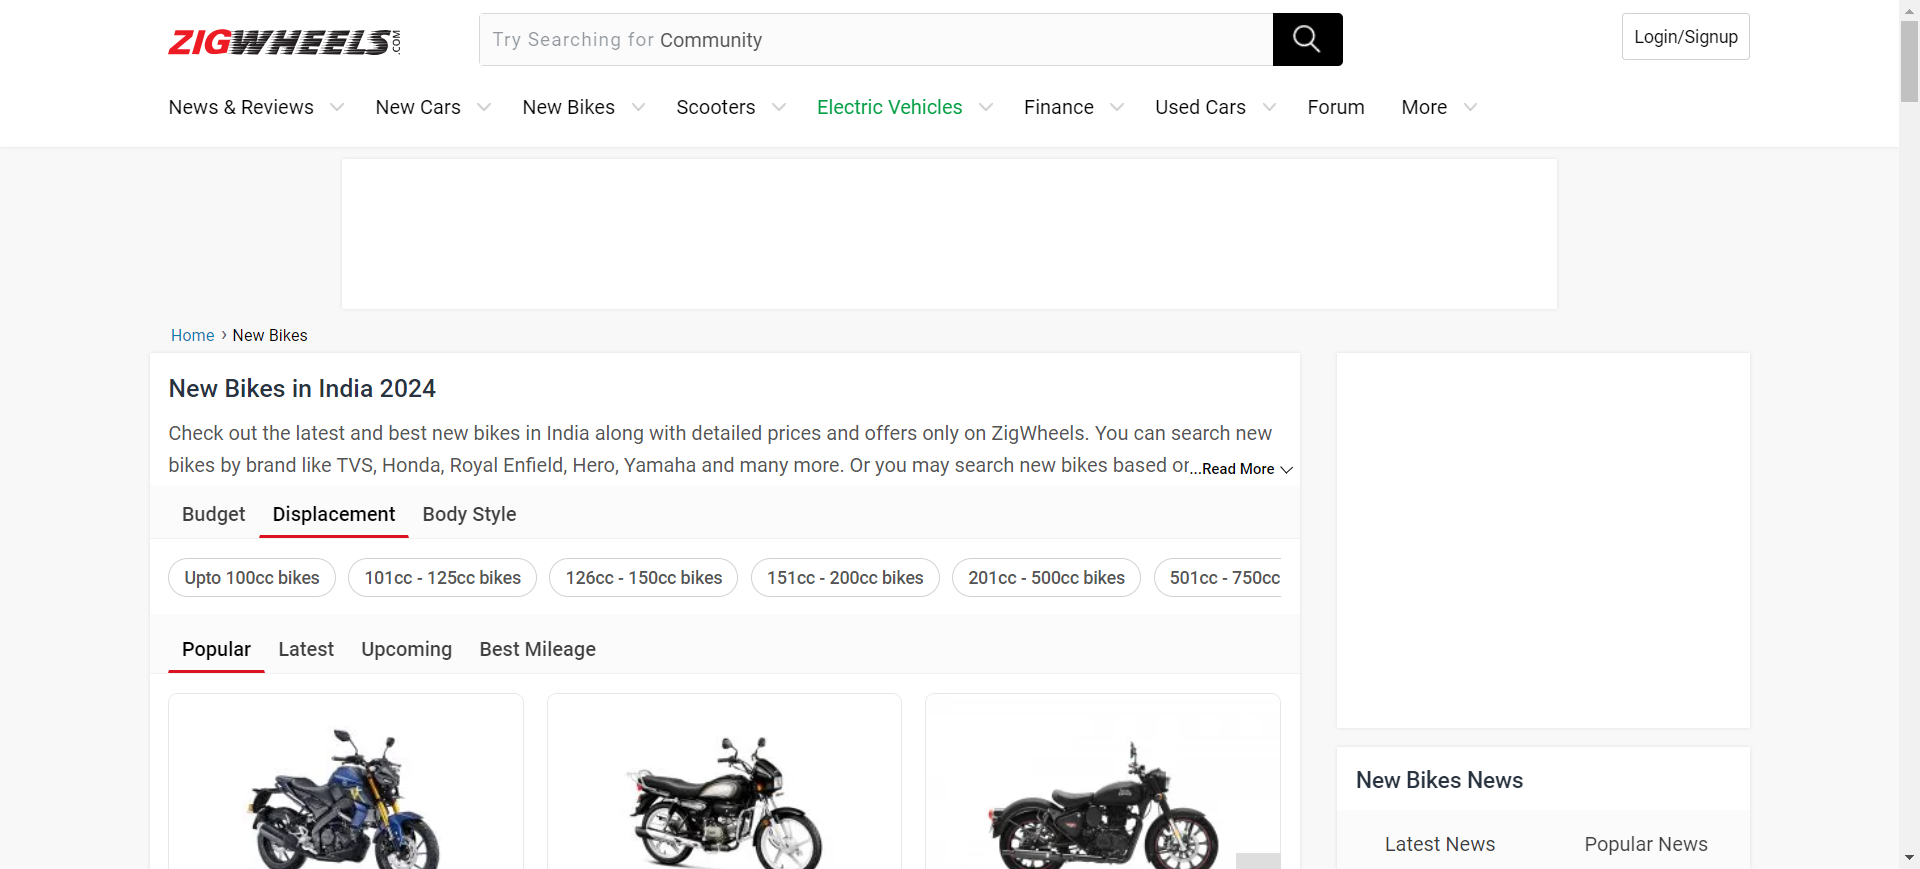 ZIGWHEELS.COM
Try Searching for Community
Login/Signup
News & Reviews New Cars New Bikes Scooters Electric Vehicles Finance Used Cars Forum More
Home › New Bikes
New Bikes in India 2024
Check out the latest and best new bikes in India along with detailed prices and offers only on ZigWheels. You can search new
bikes by brand like TVS, Honda, Royal Enfield, Hero, Yamaha and many more. Or you may search new bikes based or...Read More
Budget Displacement Body Style
Upto 100cc bikes 101cc - 125cc bikes 126cc - 150cc bikes 151cc - 200cc bikes 201cc - 500cc bikes 501cc - 750cc
Popular Latest Upcoming Best Mileage
New Bikes News
Latest News Popular News